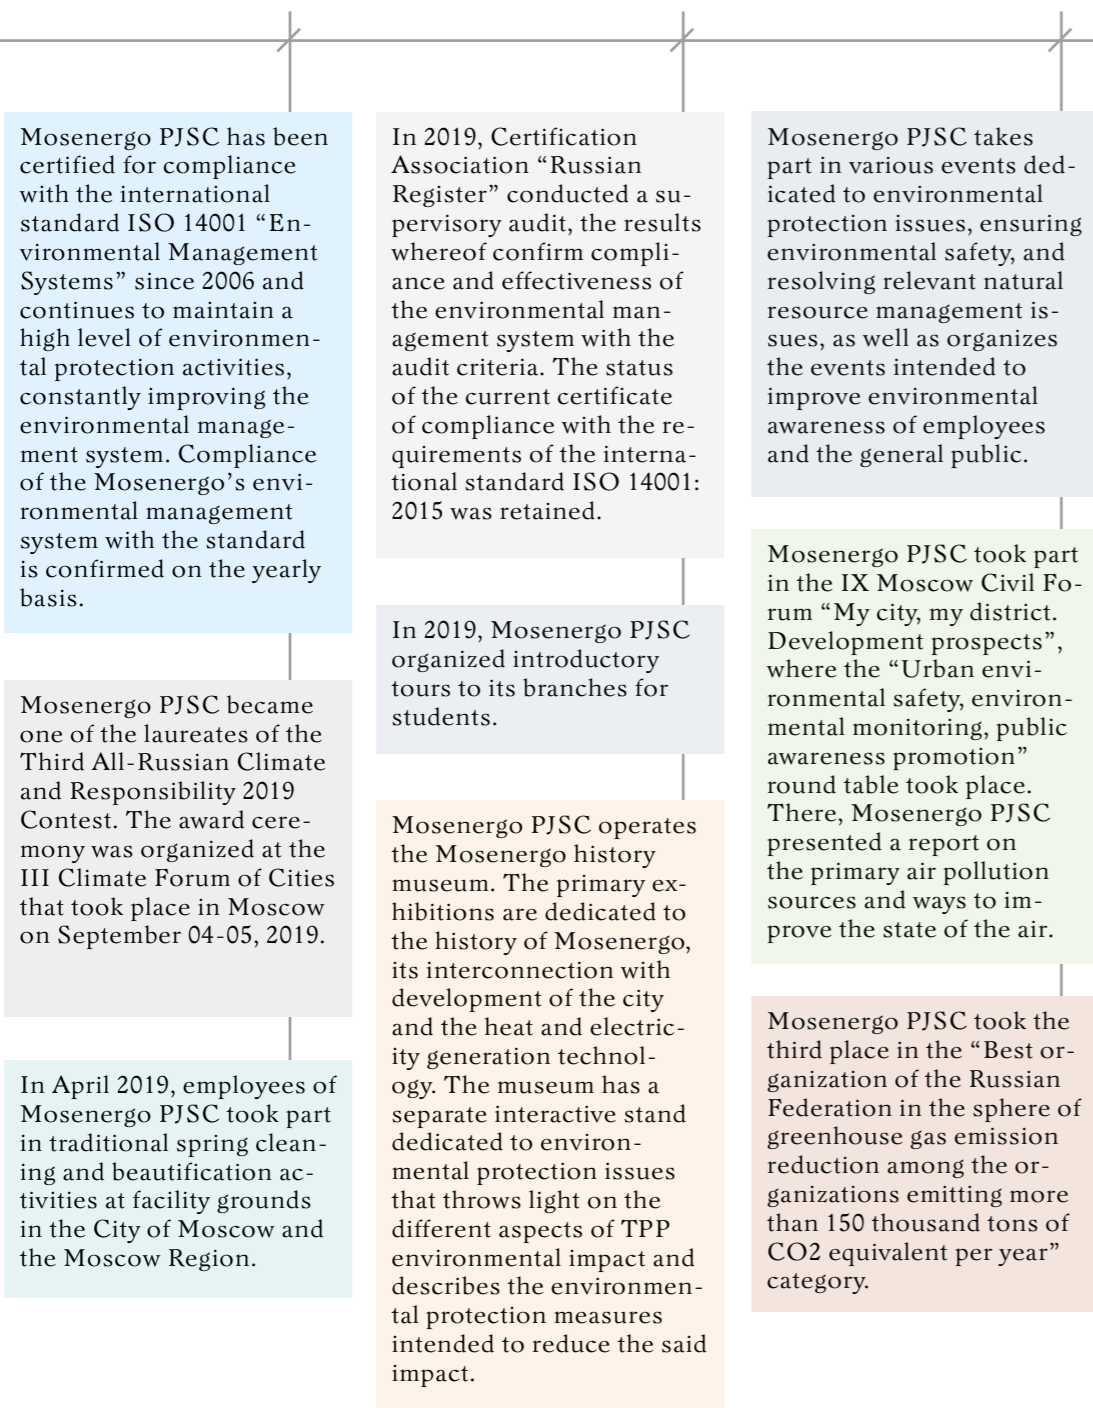 Mosenergo PJSC has been
certified for compliance
with the international
standard ISO 14001 “En-
vironmental Management
Systems” since 2006 and
continues to maintain a
high level of environmen-
tal protection activities,
constantly improving the
environmental manage-
ment system. Compliance
of the Mosenergo’s envi-
ronmental management
system with the standard
is confirmed on the yearly
basis.
Mosenergo PJSC became
one of the laureates of the
Third All-Russian Climate
and Responsibility 2019
Contest. The award cere-
mony was organized at the
III Climate Forum of Cities
that took place in Moscow
on September 04-05, 2019.
In April 2019, employees of
Mosenergo PJSC took part
in traditional spring clean-
ing and beautification ac-
tivities at facility grounds
in the City of Moscow and
the Moscow Region.
In 2019, Certification
Association “Russian
Register” conducted a su-
pervisory audit, the results
whereof confirm compli-
ance and effectiveness of
the environmental man-
agement system with the
audit criteria. The status
of the current certificate
of compliance with the re-
quirements of the interna-
tional standard ISO 14001:
2015 was retained.
In 2019, Mosenergo PJSC
organized introductory
tours to its branches for
students.
Mosenergo PJSC operates
the Mosenergo history
museum. The primary ex-
hibitions are dedicated to
the history of Mosenergo,
its interconnection with
development of the city
and the heat and electric-
ity generation technol-
ogy. The museum has a
separate interactive stand
dedicated to environ-
mental protection issues
that throws light on the
different aspects of TPP
environmental impact and
describes the environmen-
tal protection measures
intended to reduce the said
impact.
Mosenergo PJSC takes
part in various events ded-
icated to environmental
protection issues, ensuring
environmental safety, and
resolving relevant natural
resource management is-
sues, as well as organizes
the events intended to
improve environmental
awareness of employees
and the general public.
Mosenergo PJSC took part
in the IX Moscow Civil Fo-
rum “My city, my district.
Development prospects”,
where the “Urban envi-
ronmental safety, environ-
mental monitoring, public
awareness promotion”
round table took place.
There, Mosenergo PJSC
presented a report on
the primary air pollution
sources and ways to im-
prove the state of the air.
Mosenergo PJSC took the
third place in the “Best or-
ganization of the Russian
Federation in the sphere of
greenhouse gas emission
reduction among the or-
ganizations emitting more
than 150 thousand tons of
CO2 equivalent per year”
category.